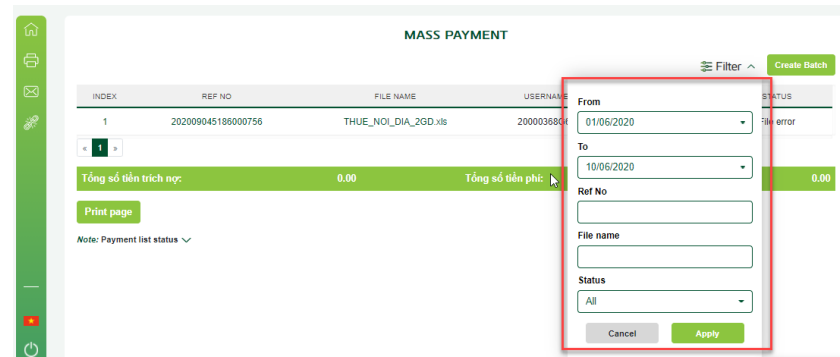 MASS PAYMENT
Filter
Create Batch
INDEX REF NO FILE NAME USERNAME STATUS
1 202009045186000756 THUE_NOI_DIA_2GD.xls File error
« 1 »
Tổng số tiền trích nợ: 0.00 Tổng số tiền phí: 0.00
Print page
Note: Payment list status
From
01/06/2020
To
10/06/2020
Ref No
File name
Status
All
Cancel Apply